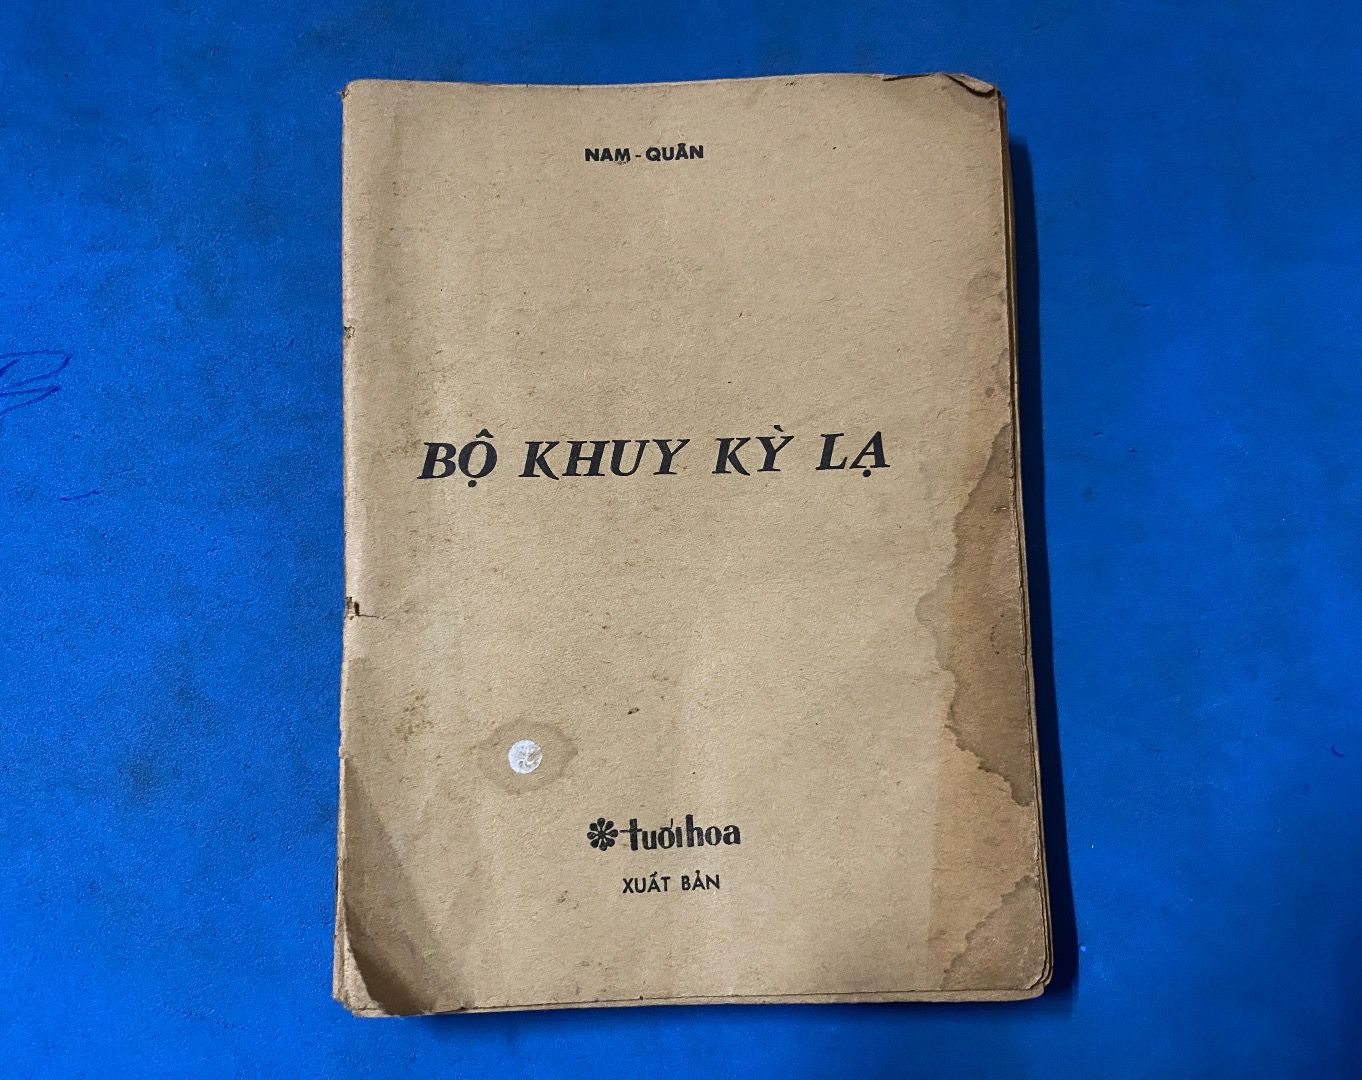 NAM - QUÂN
BỘ KHUY KỲ LẠ
tuổihoa
XUẤT BẢN